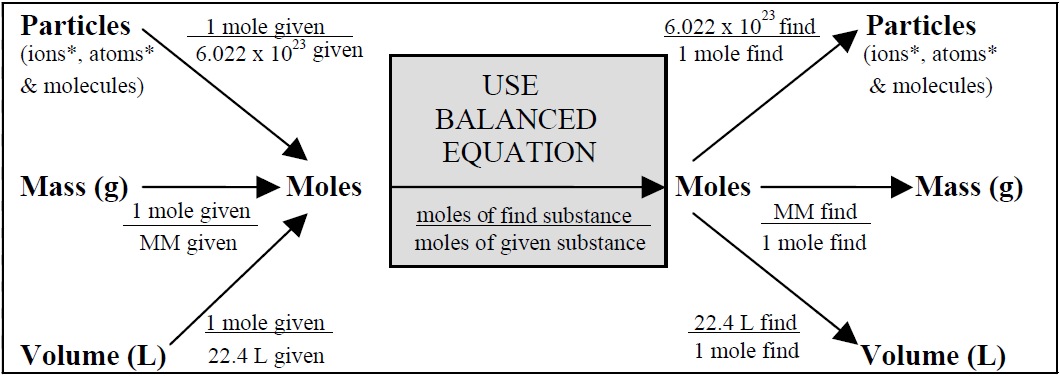 Particles
(ions*, atoms*
& molecules)
1 mole given
6.022 x 10²³ given
Mass (g)
1 mole given
MM given
Volume (L)
1 mole given
22.4 L given
Moles
USE
BALANCED
EQUATION
moles of find substance
moles of given substance
Moles
6.022 x 10²³ find
1 mole find
Particles
(ions*, atoms*
& molecules)
MM find
1 mole find
Mass (g)
22.4 L find
1 mole find
Volume (L)